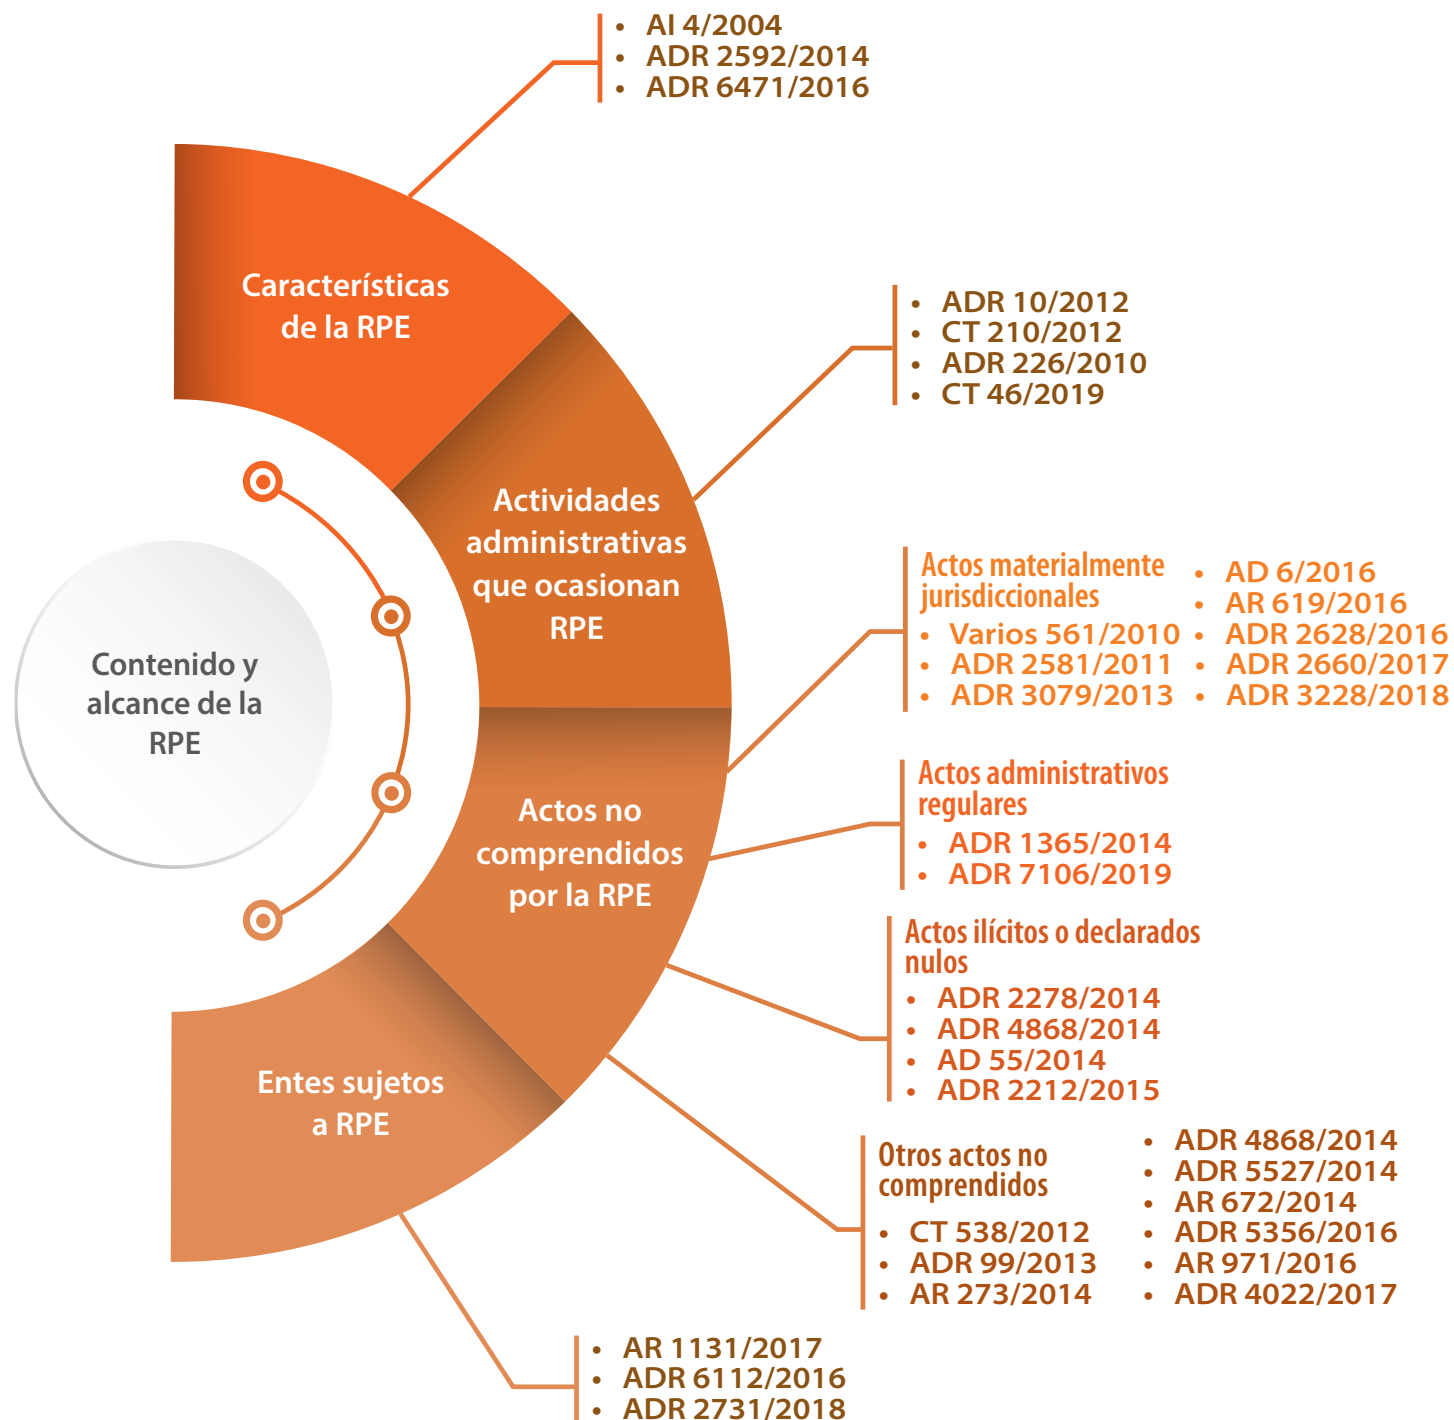 Contenido y
alcance de la
RPE
Características
de la RPE
• AI 4/2004
• ADR 2592/2014
• ADR 6471/2016
Actividades
administrativas
que ocasionan
RPE
• ADR 10/2012
• CT 210/2012
• ADR 226/2010
• CT 46/2019
Actos no
comprendidos
por la RPE
Actos materialmente
jurisdiccionales
• Varios 561/2010
• ADR 2581/2011
• ADR 3079/2013
• AD 6/2016
• AR 619/2016
• ADR 2628/2016
• ADR 2660/2017
• ADR 3228/2018
Actos administrativos
regulares
• ADR 1365/2014
• ADR 7106/2019
Actos ilícitos o declarados
nulos
• ADR 2278/2014
• ADR 4868/2014
• AD 55/2014
• ADR 2212/2015
Otros actos no
comprendidos
• CT 538/2012
• ADR 99/2013
• AR 273/2014
• ADR 4868/2014
• ADR 5527/2014
• AR 672/2014
• ADR 5356/2016
• AR 971/2016
• ADR 4022/2017
Entes sujetos
a RPE
• AR 1131/2017
• ADR 6112/2016
• ADR 2731/2018